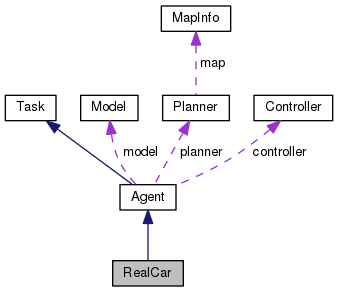 MapInfo
map
Task
Model
Planner
Controller
model
planner
controller
Agent
RealCar